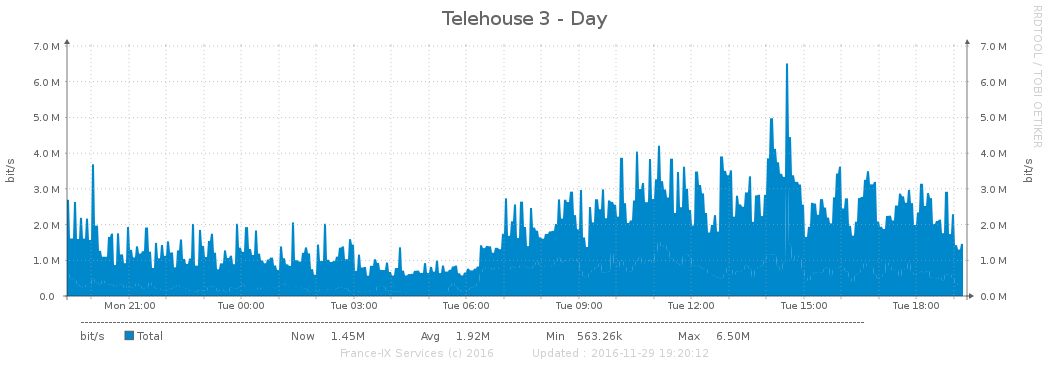 Telehouse 3 - Day
RRDTOOL / TOBI OETIKER
bit/s
7.0 M 7.0 M
6.0 M 6.0 M
5.0 M 5.0 M
4.0 M 4.0 M
3.0 M 3.0 M
2.0 M 2.0 M
1.0 M 1.0 M
0.0 0.0 M
bit/s
Mon 21:00 Tue 00:00 Tue 03:00 Tue 06:00 Tue 09:00 Tue 12:00 Tue 15:00 Tue 18:00
bit/s Total Now 1.45M Avg 1.92M Min 563.26k Max 6.50M
France-IX Services (c) 2016 Updated : 2016-11-29 19:20:12